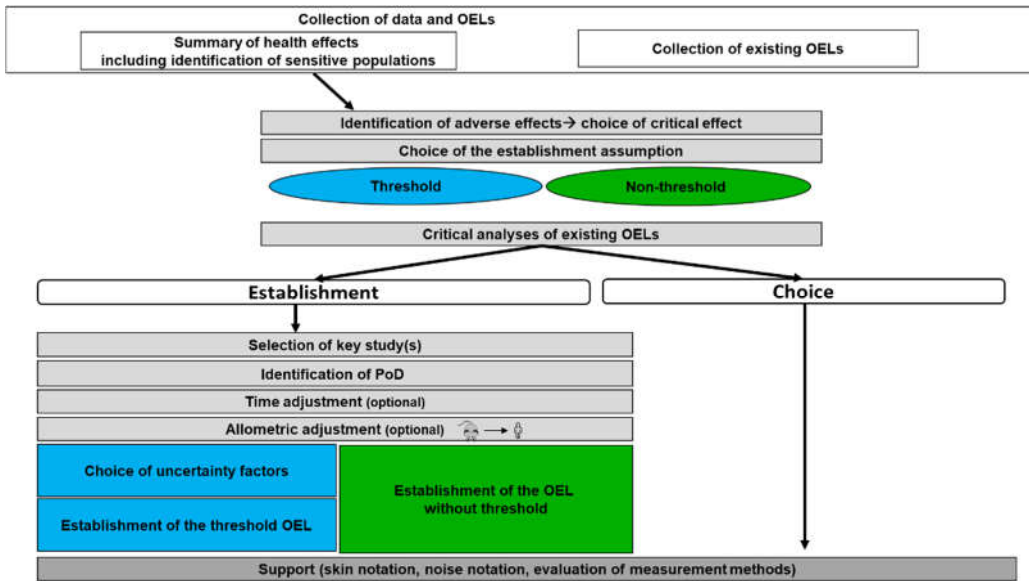 Collection of data and OELs
Summary of health effects
including identification of sensitive populations
Collection of existing OELs
Identification of adverse effects→ choice of critical effect
Choice of the establishment assumption
Threshold
Non-threshold
Critical analyses of existing OELs
Establishment
Choice
Selection of key study(s)
Identification of PoD
Time adjustment (optional)
Allometric adjustment (optional)
Choice of uncertainty factors
Establishment of the threshold OEL
Establishment of the OEL
without threshold
Support (skin notation, noise notation, evaluation of measurement methods)